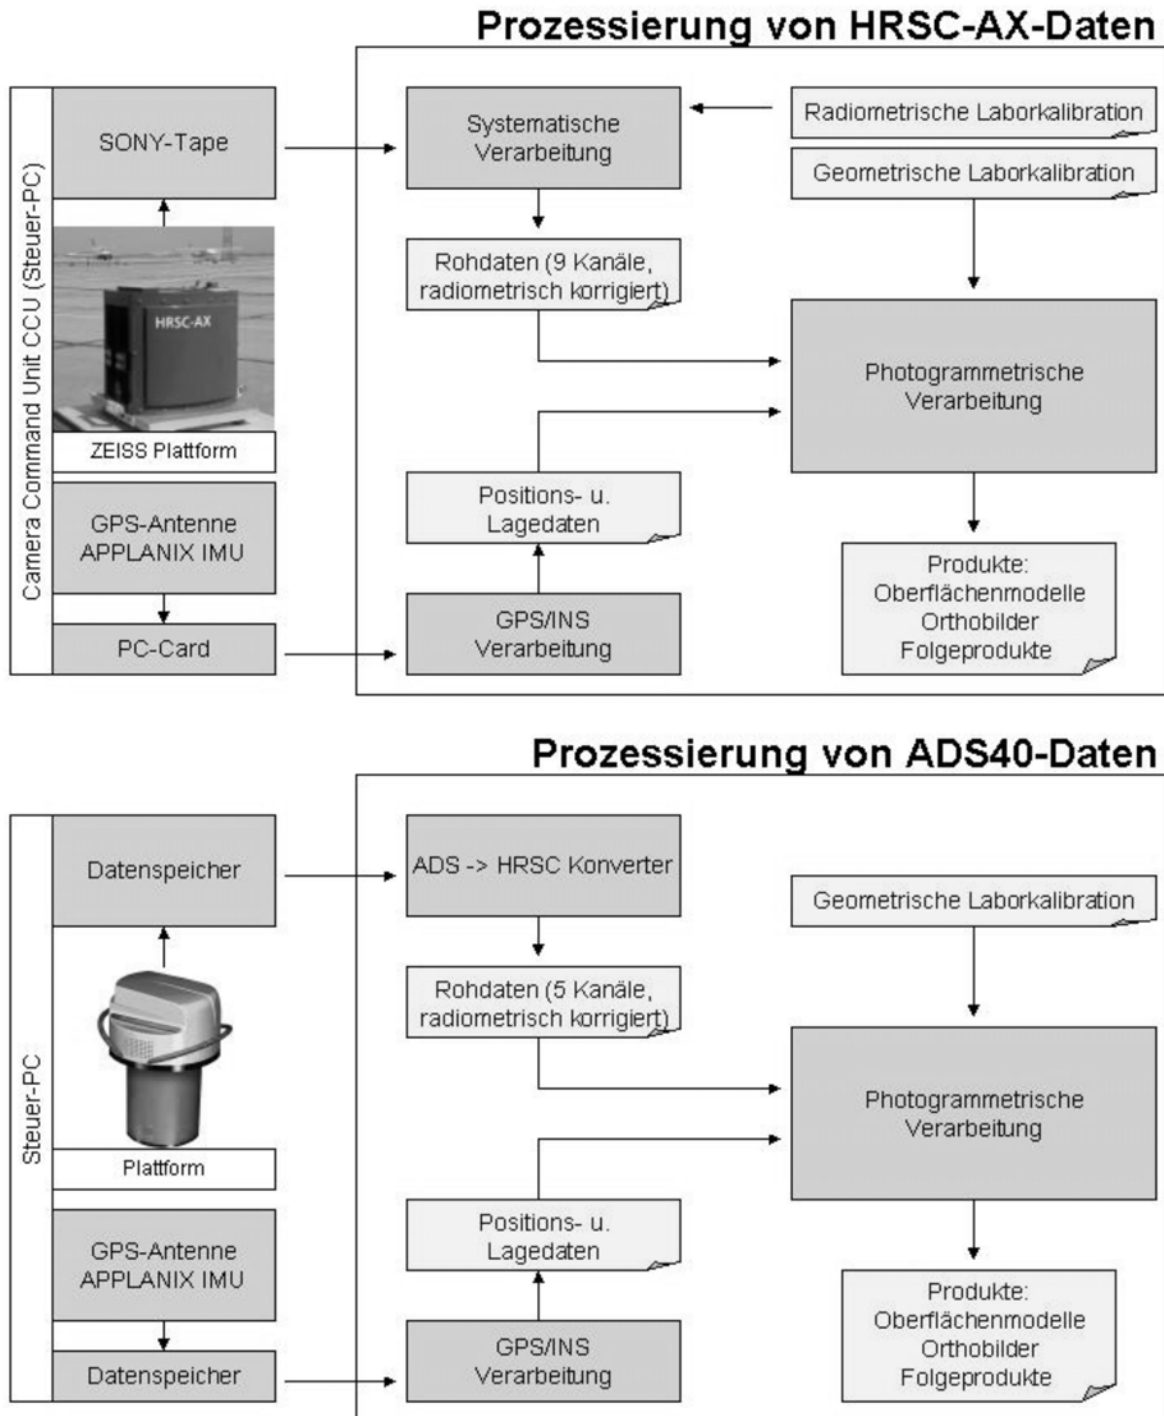 Prozessierung von HRSC-AX-Daten
Camera Command Unit CCU (Steuer-PC)
SONY-Tape
HRSC-AX
ZEISS Plattform
GPS-Antenne
APPLANIX IMU
PC-Card
Systematische
Verarbeitung
Rohdaten (9 Kanäle,
radiometrisch korrigiert)
Positions- u.
Lagedaten
GPS/INS
Verarbeitung
Radiometrische Laborkalibration
Geometrische Laborkalibration
Photogrammetrische
Verarbeitung
Produkte:
Oberflächenmodelle
Orthobilder
Folgeprodukte
Prozessierung von ADS40-Daten
Steuer-PC
Datenspeicher
Plattform
GPS-Antenne
APPLANIX IMU
Datenspeicher
ADS -> HRSC Konverter
Rohdaten (5 Kanäle,
radiometrisch korrigiert)
Positions- u.
Lagedaten
GPS/INS
Verarbeitung
Geometrische Laborkalibration
Photogrammetrische
Verarbeitung
Produkte:
Oberflächenmodelle
Orthobilder
Folgeprodukte